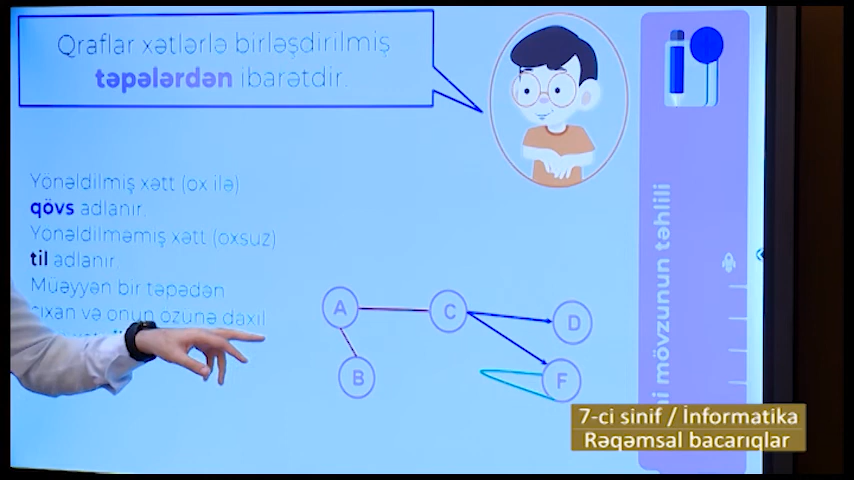 Qraflar xətlərlə birləşdirilmiş
təpələrdən ibarətdir.
Yönəldilmiş xətt (ox ilə)
qövs adlanır.
Yönəldilməmiş xətt (oxsuz)
til adlanır.
Müəyyən bir təpədən
çıxan və onun özünə daxil
A
C
D
B
F
ni mövzunun təhlili
7-ci sinif / İnformatika
Rəqəmsal bacarıqlar